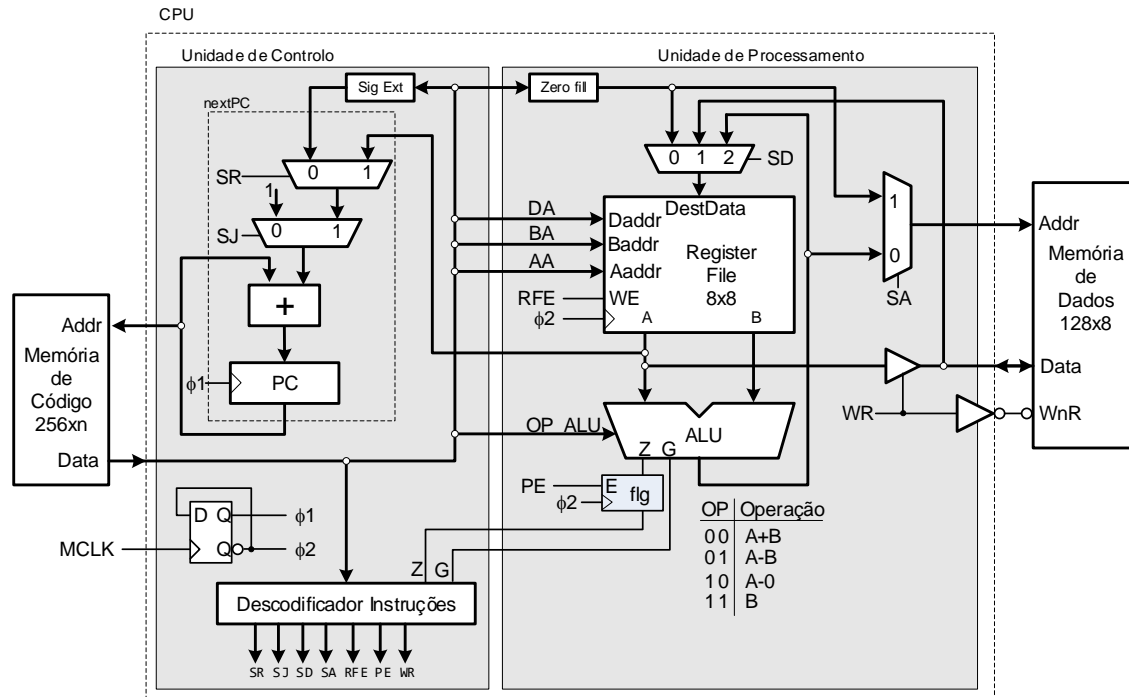 CPU
Unidade de Controlo
Unidade de Processamento
Sig Ext
Zero fill
nextPC
0 1
SR
1
0 1
SJ
+
PC
ϕ1
Addr
Memória
de
Código
256xn
Data
0 1 2
SD
DA
BA
AA
DestData
Daddr
Baddr
Aaddr
Register
File
8x8
RFE
WE
ϕ2
A B
1
0
SA
Addr
Memória
de
Dados
128x8
Data
WnR
WR
OP_ALU
ALU
Z G
PE
E
flg
ϕ2
OP Operação
00 A+B
01 A-B
10 A-0
11 B
D Q
ϕ1
MCLK
Q
ϕ2
Z G
Descodificador Instruções
SR SJ SD SA RFE PE WR